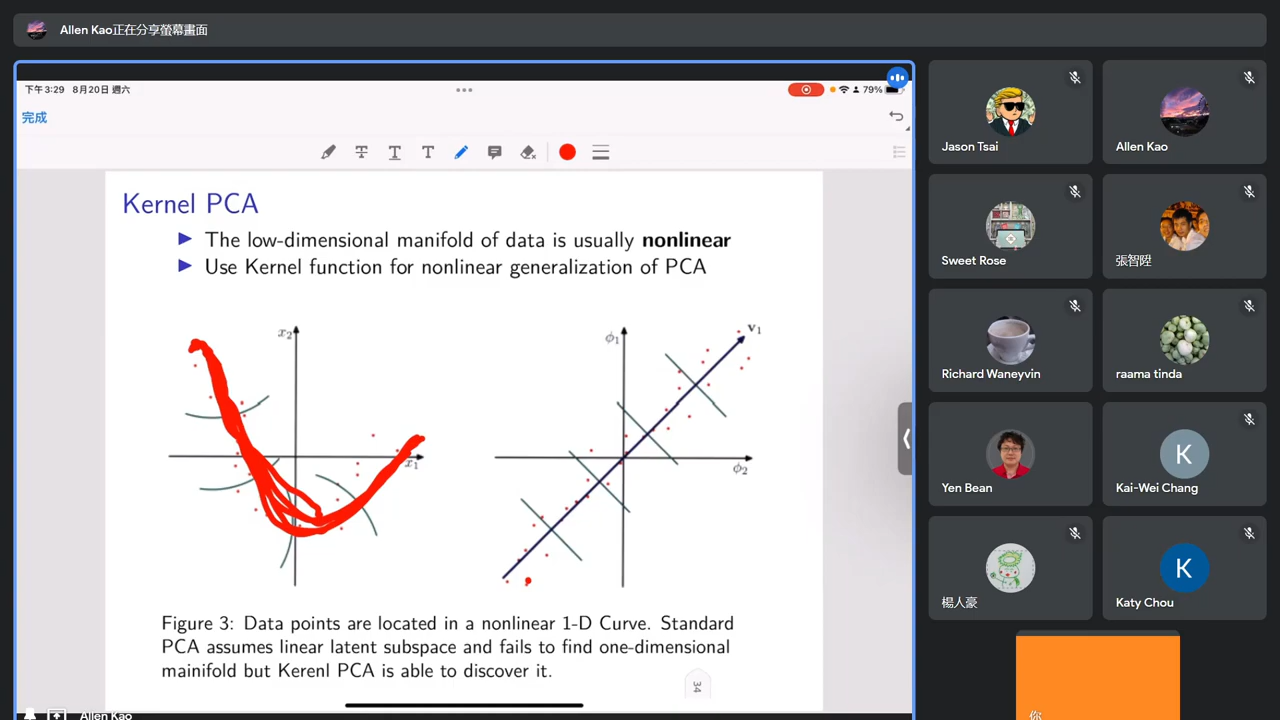 Allen Kao正在分享螢幕畫面
下午3:29 8月20日 週六
79%
完成
Kernel PCA
The low-dimensional manifold of data is usually nonlinear
Use Kernel function for nonlinear generalization of PCA
x₂
x₁
ϕ₁
v₁
ϕ₂
Figure 3: Data points are located in a nonlinear 1-D Curve. Standard
PCA assumes linear latent subspace and fails to find one-dimensional
mainifold but Kerenl PCA is able to discover it.
34
Allen Kao
Jason Tsai
Allen Kao
Sweet Rose
張智陞
Richard Waneyvin
raama tinda
Yen Bean
K
Kai-Wei Chang
楊人豪
K
Katy Chou
你